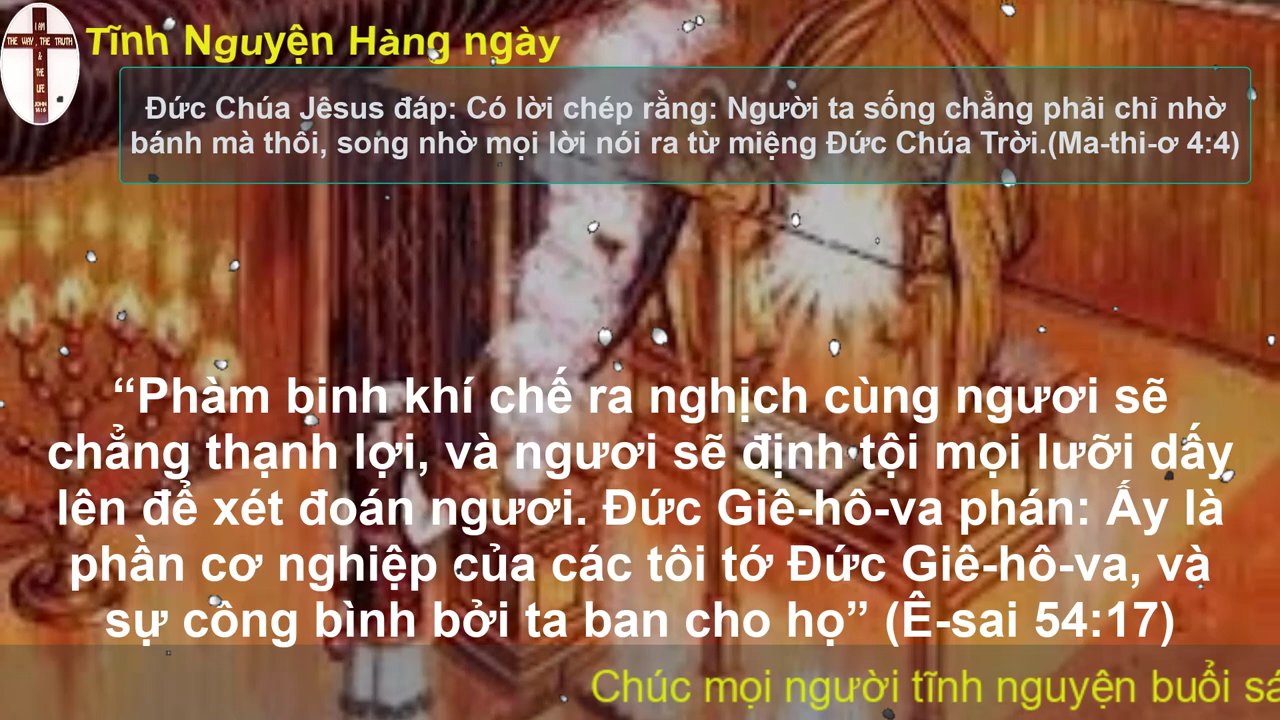 I AM
THE WAY, THE TRUTH
&
THE
LIFE
JOHN
Tĩnh Nguyện Hàng ngày
Đức Chúa Jêsus đáp: Có lời chép rằng: Người ta sống chẳng phải chỉ nhờ
bánh mà thôi, song nhờ mọi lời nói ra từ miệng Đức Chúa Trời.(Ma-thi-ơ 4:4)
“Phàm binh khí chế ra nghịch cùng ngươi sẽ
chẳng thạnh lợi, và ngươi sẽ định tội mọi lưỡi dấy
lên để xét đoán ngươi. Đức Giê-hô-va phán: Ấy là
phần cơ nghiệp của các tôi tớ Đức Giê-hô-va, và
sự công bình bởi ta ban cho họ” (Ê-sai 54:17)
Chúc mọi người tĩnh nguyện buổi sá